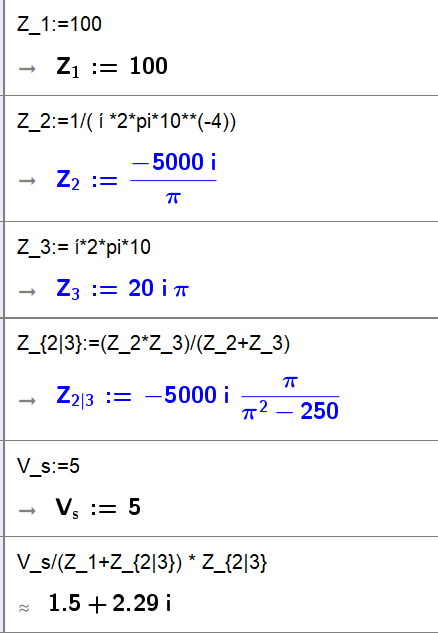 Z_1:=100
→ Z₁ := 100
Z_2:=1/( í *2*pi*10**(-4))
→ Z₂ := −5000 i / π
Z_3:= í*2*pi*10
→ Z₃ := 20 i π
Z_{2|3}:=(Z_2*Z_3)/(Z_2+Z_3)
→ Z₂|₃ := −5000 i π / (π² − 250)
V_s:=5
→ Vₛ := 5
V_s/(Z_1+Z_{2|3}) * Z_{2|3}
≈ 1.5 + 2.29 i